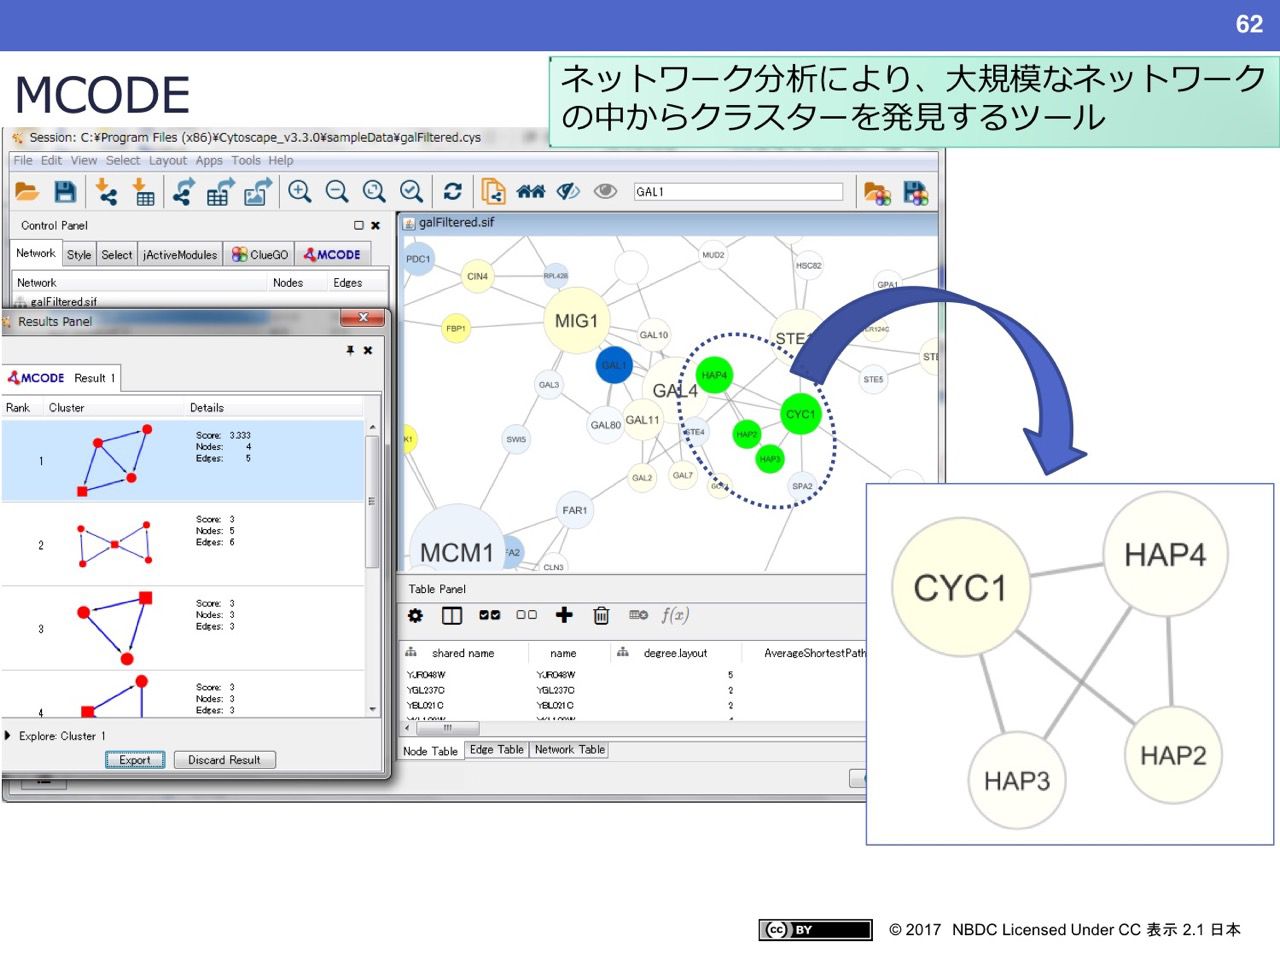 62
MCODE
ネットワーク分析により、大規模なネットワーク
の中からクラスターを発見するツール
Session: C:¥Program Files (x86)¥Cytoscape_v3.3.0¥sampleData¥galFiltered.cys
File Edit View Select Layout Apps Tools Help
GAL1
Control Panel
Network Style Select jActiveModules ClueGO MCODE
Network Nodes Edges
galFiltered.sif
Results Panel
MCODE Result 1
Rank Cluster Details
1
Score: 3.333
Nodes: 4
Edges: 5
2
Score: 3
Nodes: 5
Edges: 6
3
Score: 3
Nodes: 3
Edges: 3
4
Score: 3
Nodes: 3
Edges: 3
Explore: Cluster 1
Export Discard Result
galFiltered.sif
PDC1
CIN4
RPL42B
MUD2
HSC82
GPA1
FBP1
MIG1
GAL10
STE
GAL1
HAP4
GAL3
GAL4
STE5
CYC1
GAL80
GAL11
STE4
HAP2
K1
SWI5
HAP3
GAL2
GAL7
SPA2
FAR1
MCM1
FA2
CLN3
Table Panel
f(x)
shared name name degree.layout AverageShortestPath
YJR048W YJR048W 5
YGL237C YGL237C 2
YBL021C YBL021C 2
Node Table Edge Table Network Table
CYC1
HAP4
HAP3
HAP2
cc BY
© 2017 NBDC Licensed Under CC 表示 2.1 日本